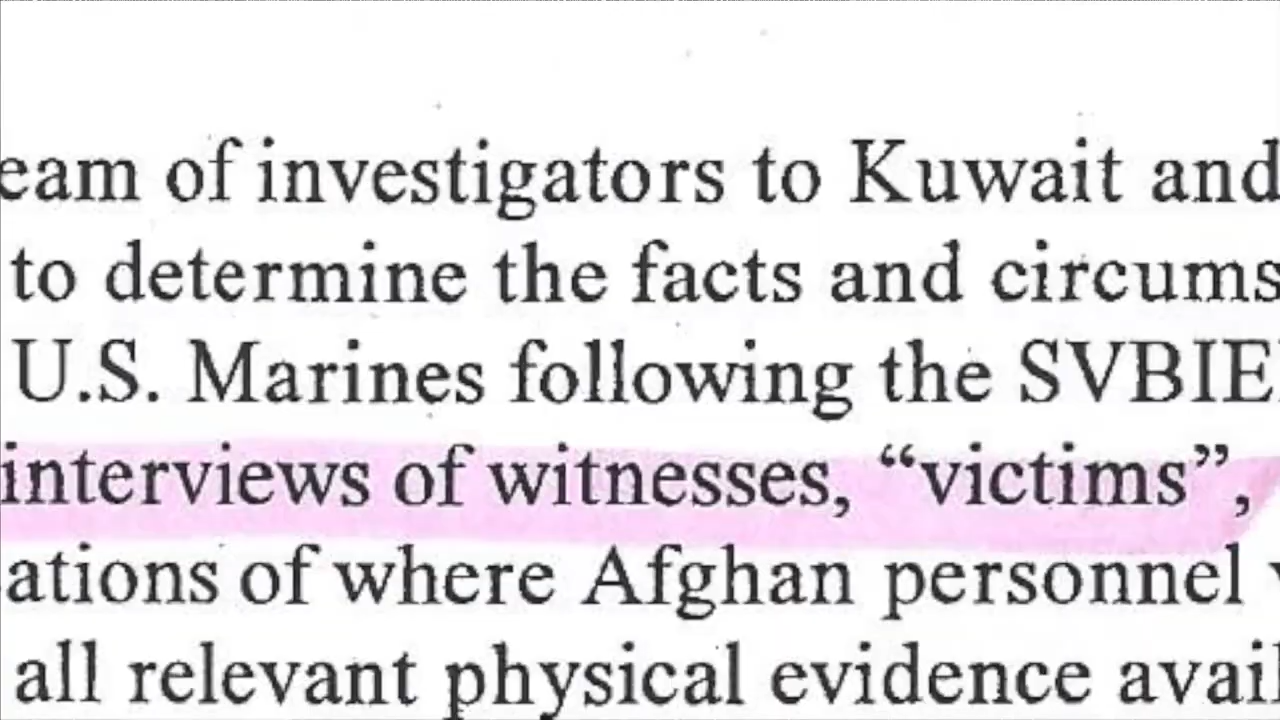 eam of investigators to Kuwait and
to determine the facts and circums
U.S. Marines following the SVBIE
interviews of witnesses, “victims”,
ations of where Afghan personnel
all relevant physical evidence avail